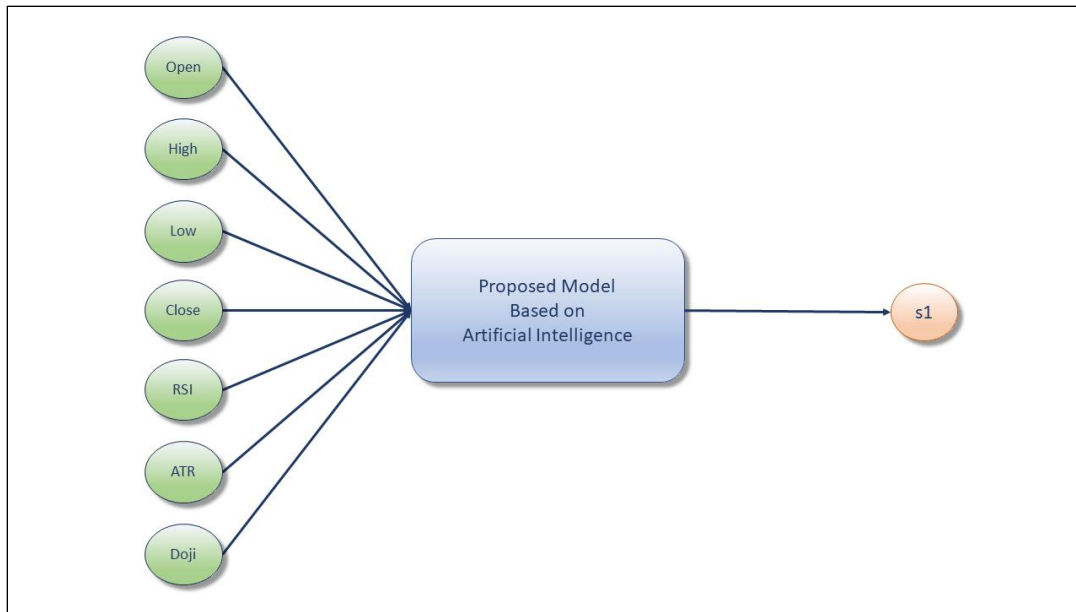 Open
High
Low
Close
RSI
ATR
Doji
Proposed Model
Based on
Artificial Intelligence
s1